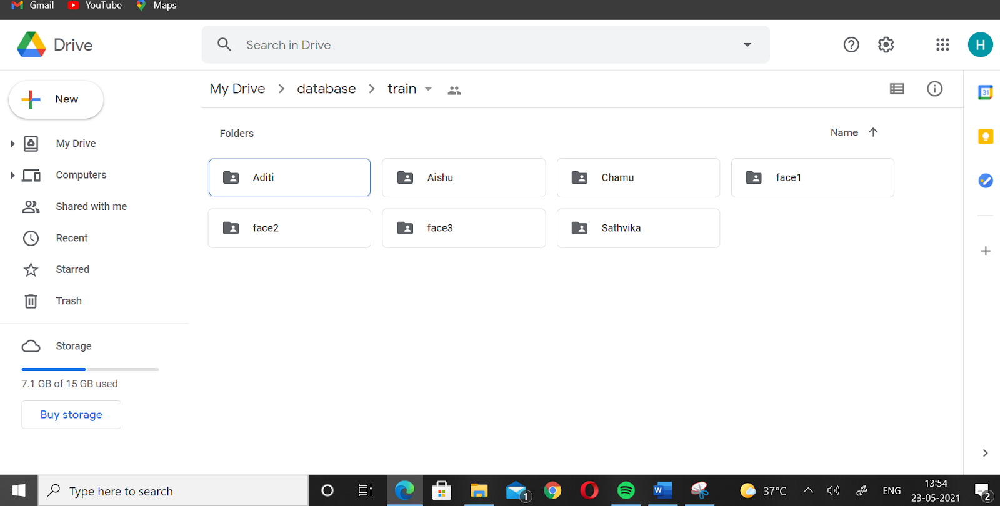 Gmail YouTube Maps
Drive
Search in Drive
H
New
My Drive > database > train
31
My Drive
Computers
Shared with me
Recent
Starred
Trash
Storage
7.1 GB of 15 GB used
Buy storage
Folders
Name
Aditi Aishu Chamu face1
face2 face3 Sathvika
Type here to search
1
W
37°C
ENG
13:54
23-05-2021
2